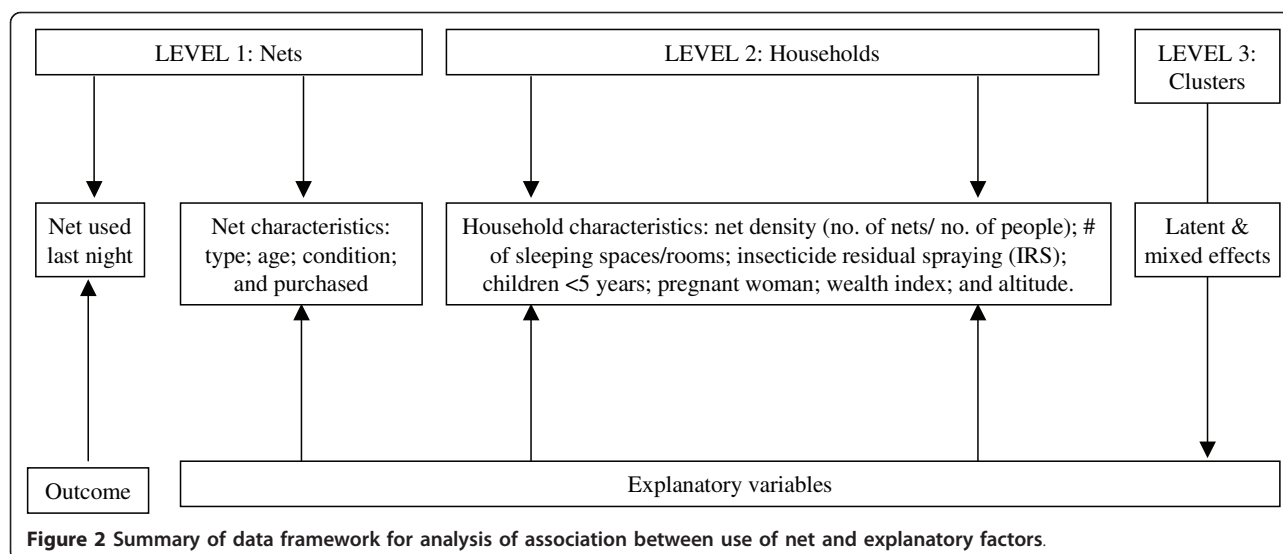 LEVEL 1: Nets
LEVEL 2: Households
LEVEL 3:
Clusters
Net used
last night
Net characteristics:
type; age; condition;
and purchased
Household characteristics: net density (no. of nets/ no. of people); #
of sleeping spaces/rooms; insecticide residual spraying (IRS);
children <5 years; pregnant woman; wealth index; and altitude.
Latent &
mixed effects
Outcome
Explanatory variables
Figure 2 Summary of data framework for analysis of association between use of net and explanatory factors.